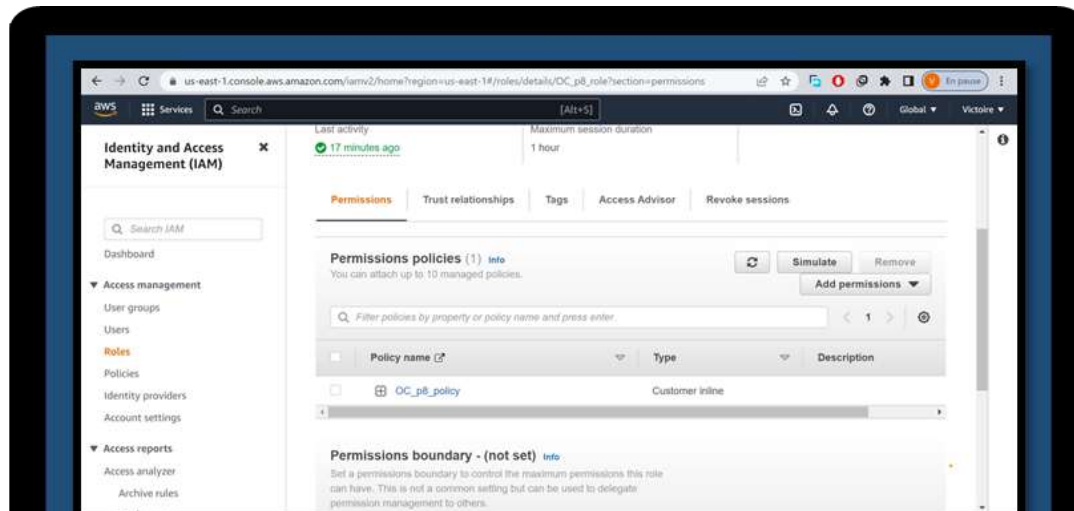 us-east-1.console.aws.amazon.com/iamv2/home?region=us-east-1#/roles/details/OC_p8_role?section=permissions
En pause
aws
Services
Search
[Alt+S]
Global
Victoire
Identity and Access
Management (IAM)
Search IAM
Dashboard
Access management
User groups
Users
Roles
Policies
Identity providers
Account settings
Access reports
Access analyzer
Archive rules
Last activity
Maximum session duration
17 minutes ago
1 hour
Permissions
Trust relationships
Tags
Access Advisor
Revoke sessions
Permissions policies (1) Info
You can attach up to 10 managed policies.
Simulate
Remove
Add permissions
Filter policies by property or policy name and press enter.
1
Policy name
Type
Description
OC_p8_policy
Customer inline
Permissions boundary - (not set) Info
Set a permissions boundary to control the maximum permissions this role
can have. This is not a common setting but can be used to delegate
permission management to others.